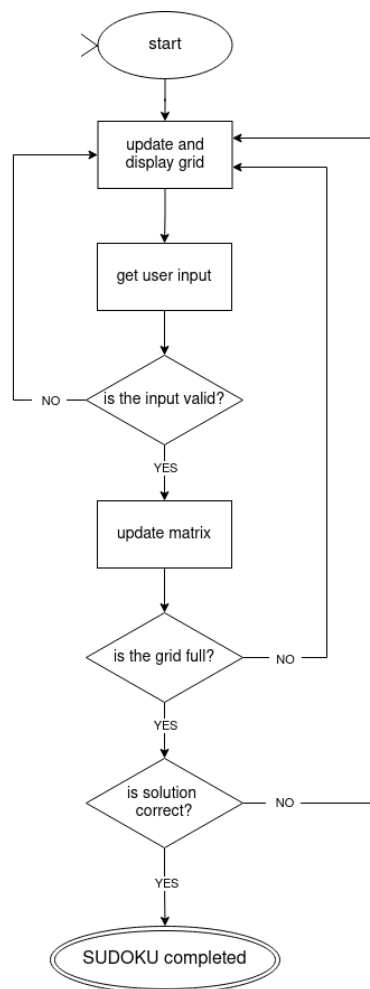 start
update and
display grid
get user input
is the input valid?
NO
YES
update matrix
is the grid full?
NO
YES
is solution
correct?
NO
YES
SUDOKU completed